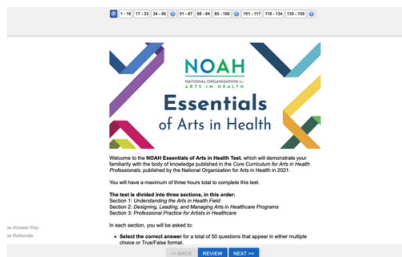 1 - 16 17 - 33 34 - 50 51 - 67 68 - 84 85 - 100 101 - 117 118 - 134 135 - 150
NOAH
NATIONAL ORGANIZATION for
ARTS IN HEALTH
Essentials
of Arts in Health
Welcome to the NOAH Essentials of Arts in Health Test, which will demonstrate your
familiarity with the body of knowledge published in the Core Curriculum for Arts in Health
Professionals, published by the National Organization for Arts in Health in 2021.
You will have a maximum of three hours total to complete this test.
The test is divided into three sections, in this order:
Section 1: Understanding the Arts in Health Field
Section 2: Designing, Leading, and Managing Arts in Healthcare Programs
Section 3: Professional Practice for Artists in Healthcare
In each section, you will be asked to:
• Select the correct answer for a total of 50 questions that appear in either multiple
choice or True/False format.
Answer Key
Rationale
<< BACK REVIEW NEXT >>